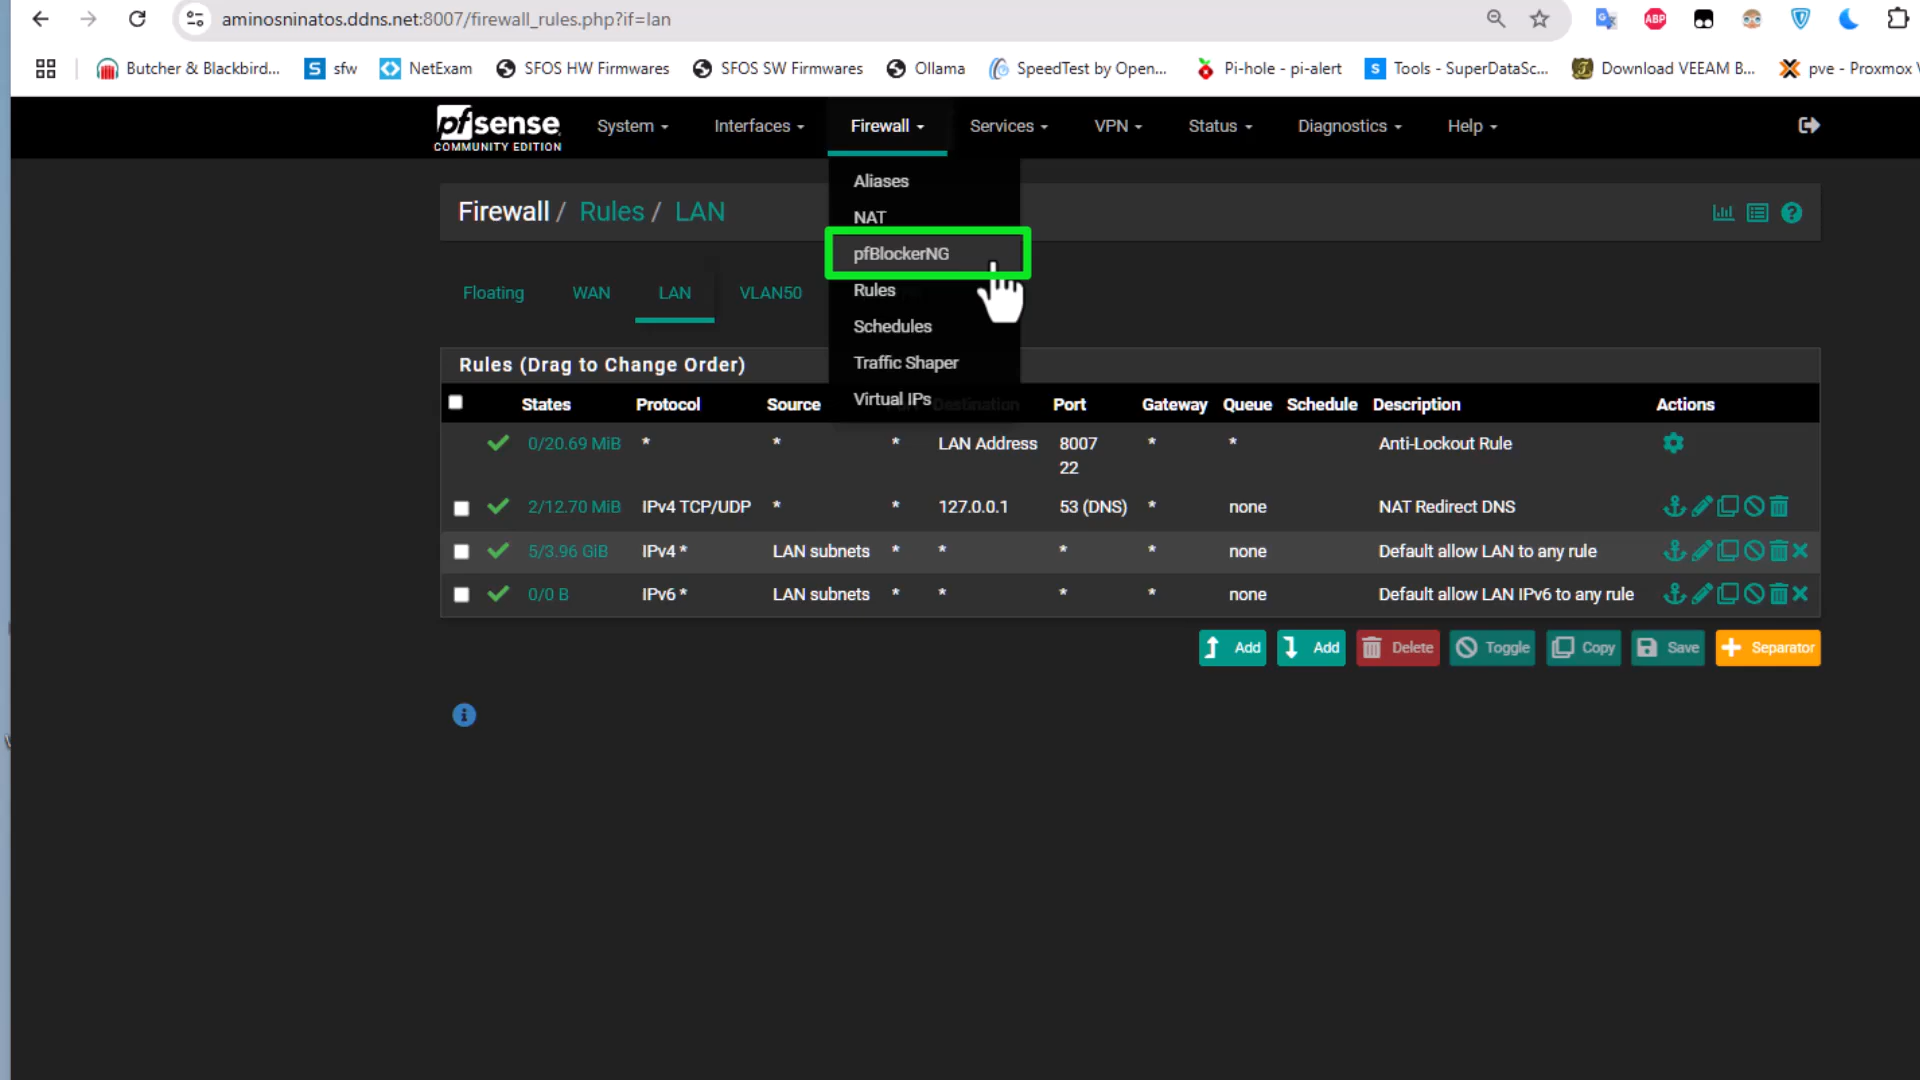 aminosninatos.ddns.net:8007/firewall_rules.php?if=lan
ABP
Butcher & Blackbird... S sfw NetExam SFOS HW Firmwares SFOS SW Firmwares Ollama SpeedTest by Open... Pi-hole - pi-alert S Tools - SuperDataSc... Download VEEAM B... pve - Proxmox V
pfsense
COMMUNITY EDITION
System Interfaces Firewall Services VPN Status Diagnostics Help
Aliases
NAT
pfBlockerNG
Rules
Schedules
Traffic Shaper
Virtual IPs
Firewall / Rules / LAN
Floating WAN LAN VLAN50
Rules (Drag to Change Order)
States Protocol Source Destination Port Gateway Queue Schedule Description Actions
0/20.69 MiB * * * LAN Address 8007 * * Anti-Lockout Rule
22
2/12.70 MiB IPv4 TCP/UDP * * 127.0.0.1 53 (DNS) * none NAT Redirect DNS
5/3.96 GiB IPv4 * LAN subnets * * * * none Default allow LAN to any rule
0/0 B IPv6 * LAN subnets * * * * none Default allow LAN IPv6 to any rule
Add Add Delete Toggle Copy Save Separator